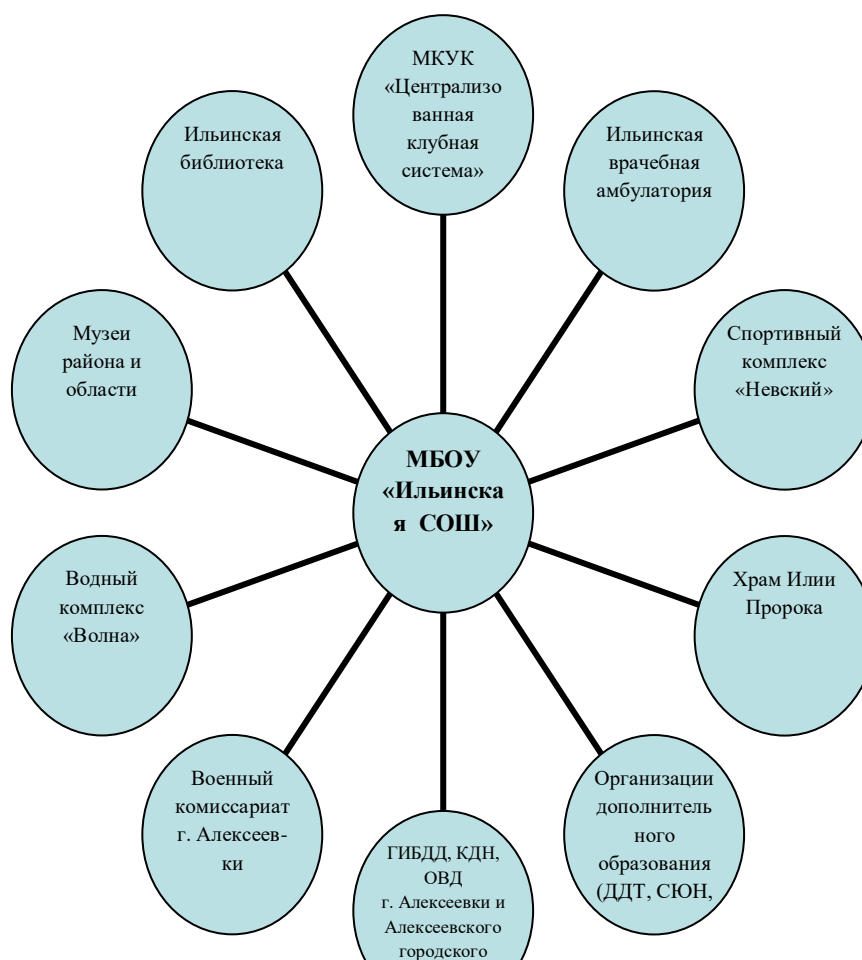 МКУК
«Централизо
ванная
клубная
система»
Ильинская
библиотека
Ильинская
врачебная
амбулатория
Музеи
района и
области
Спортивный
комплекс
«Невский»
МБОУ
«Ильинска
я СОШ»
Водный
комплекс
«Волна»
Храм Илии
Пророка
Военный
комиссариат
г. Алексеев-
ки
Организации
дополнитель
ного
образования
(ДДТ, СЮН,
ГИБДД, КДН,
ОВД
г. Алексеевки и
Алексеевского
городского